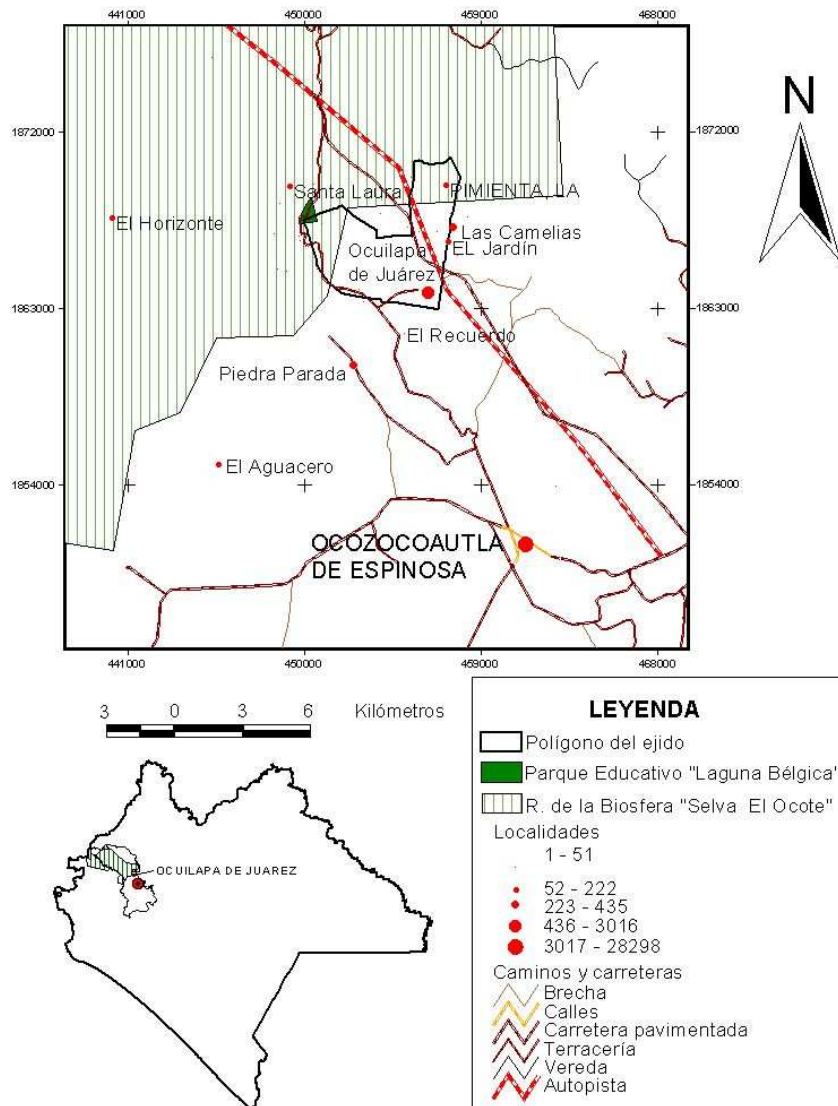 441000 450000 459000 468000
N
1872000 1872000
Santa Laura PIMIENTA LA
El Horizonte
Las Camelias
EL Jardín
Ocuilapa
de Juárez
1863000 1863000
El Recuerdo
Piedra Parada
El Aguacero
1854000 1854000
OCOZOCOAUTLA
DE ESPINOSA
441000 450000 459000 468000
3 0 3 6 Kilómetros
OCUILAPA DE JUAREZ
LEYENDA
Polígono del ejido
Parque Educativo "Laguna Bélgica"
R. de la Biosfera "Selva El Ocote"
Localidades
1 - 51
52 - 222
223 - 435
436 - 3016
3017 - 28298
Caminos y carreteras
Brecha
Calles
Carretera pavimentada
Terracería
Vereda
Autopista